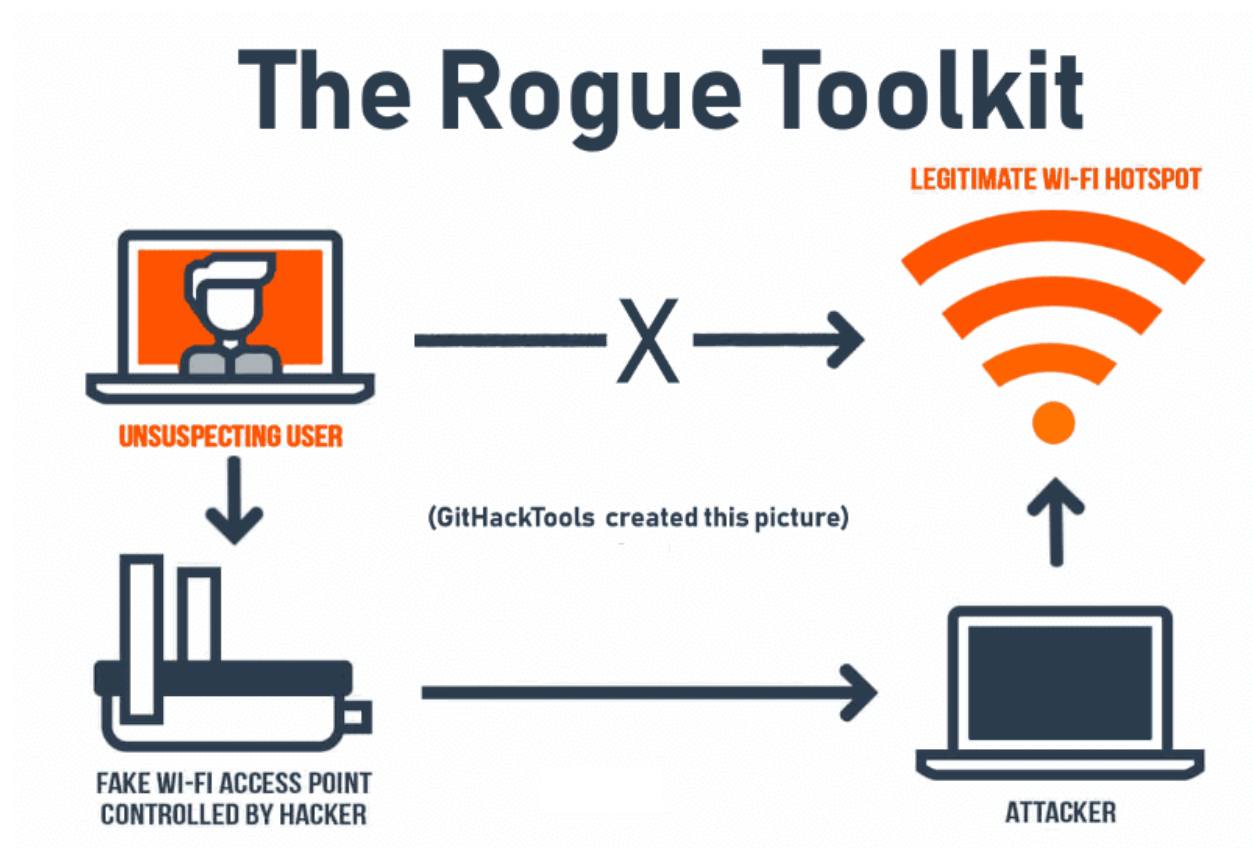 The Rogue Toolkit
LEGITIMATE WI-FI HOTSPOT
X
UNSUSPECTING USER
(GitHackTools created this picture)
FAKE WI-FI ACCESS POINT
CONTROLLED BY HACKER
ATTACKER